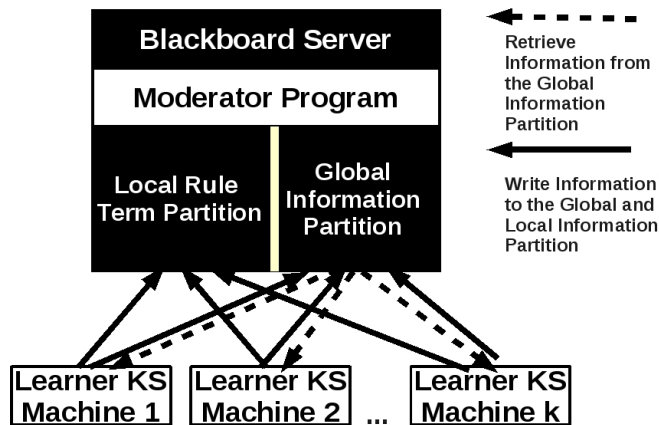 Blackboard Server
Moderator Program
Local Rule
Term Partition
Global
Information
Partition
Retrieve
Information from
the Global
Information
Partition
Write Information
to the Global and
Local Information
Partition
Learner KS
Machine 1
Learner KS
Machine 2
...
Learner KS
Machine k